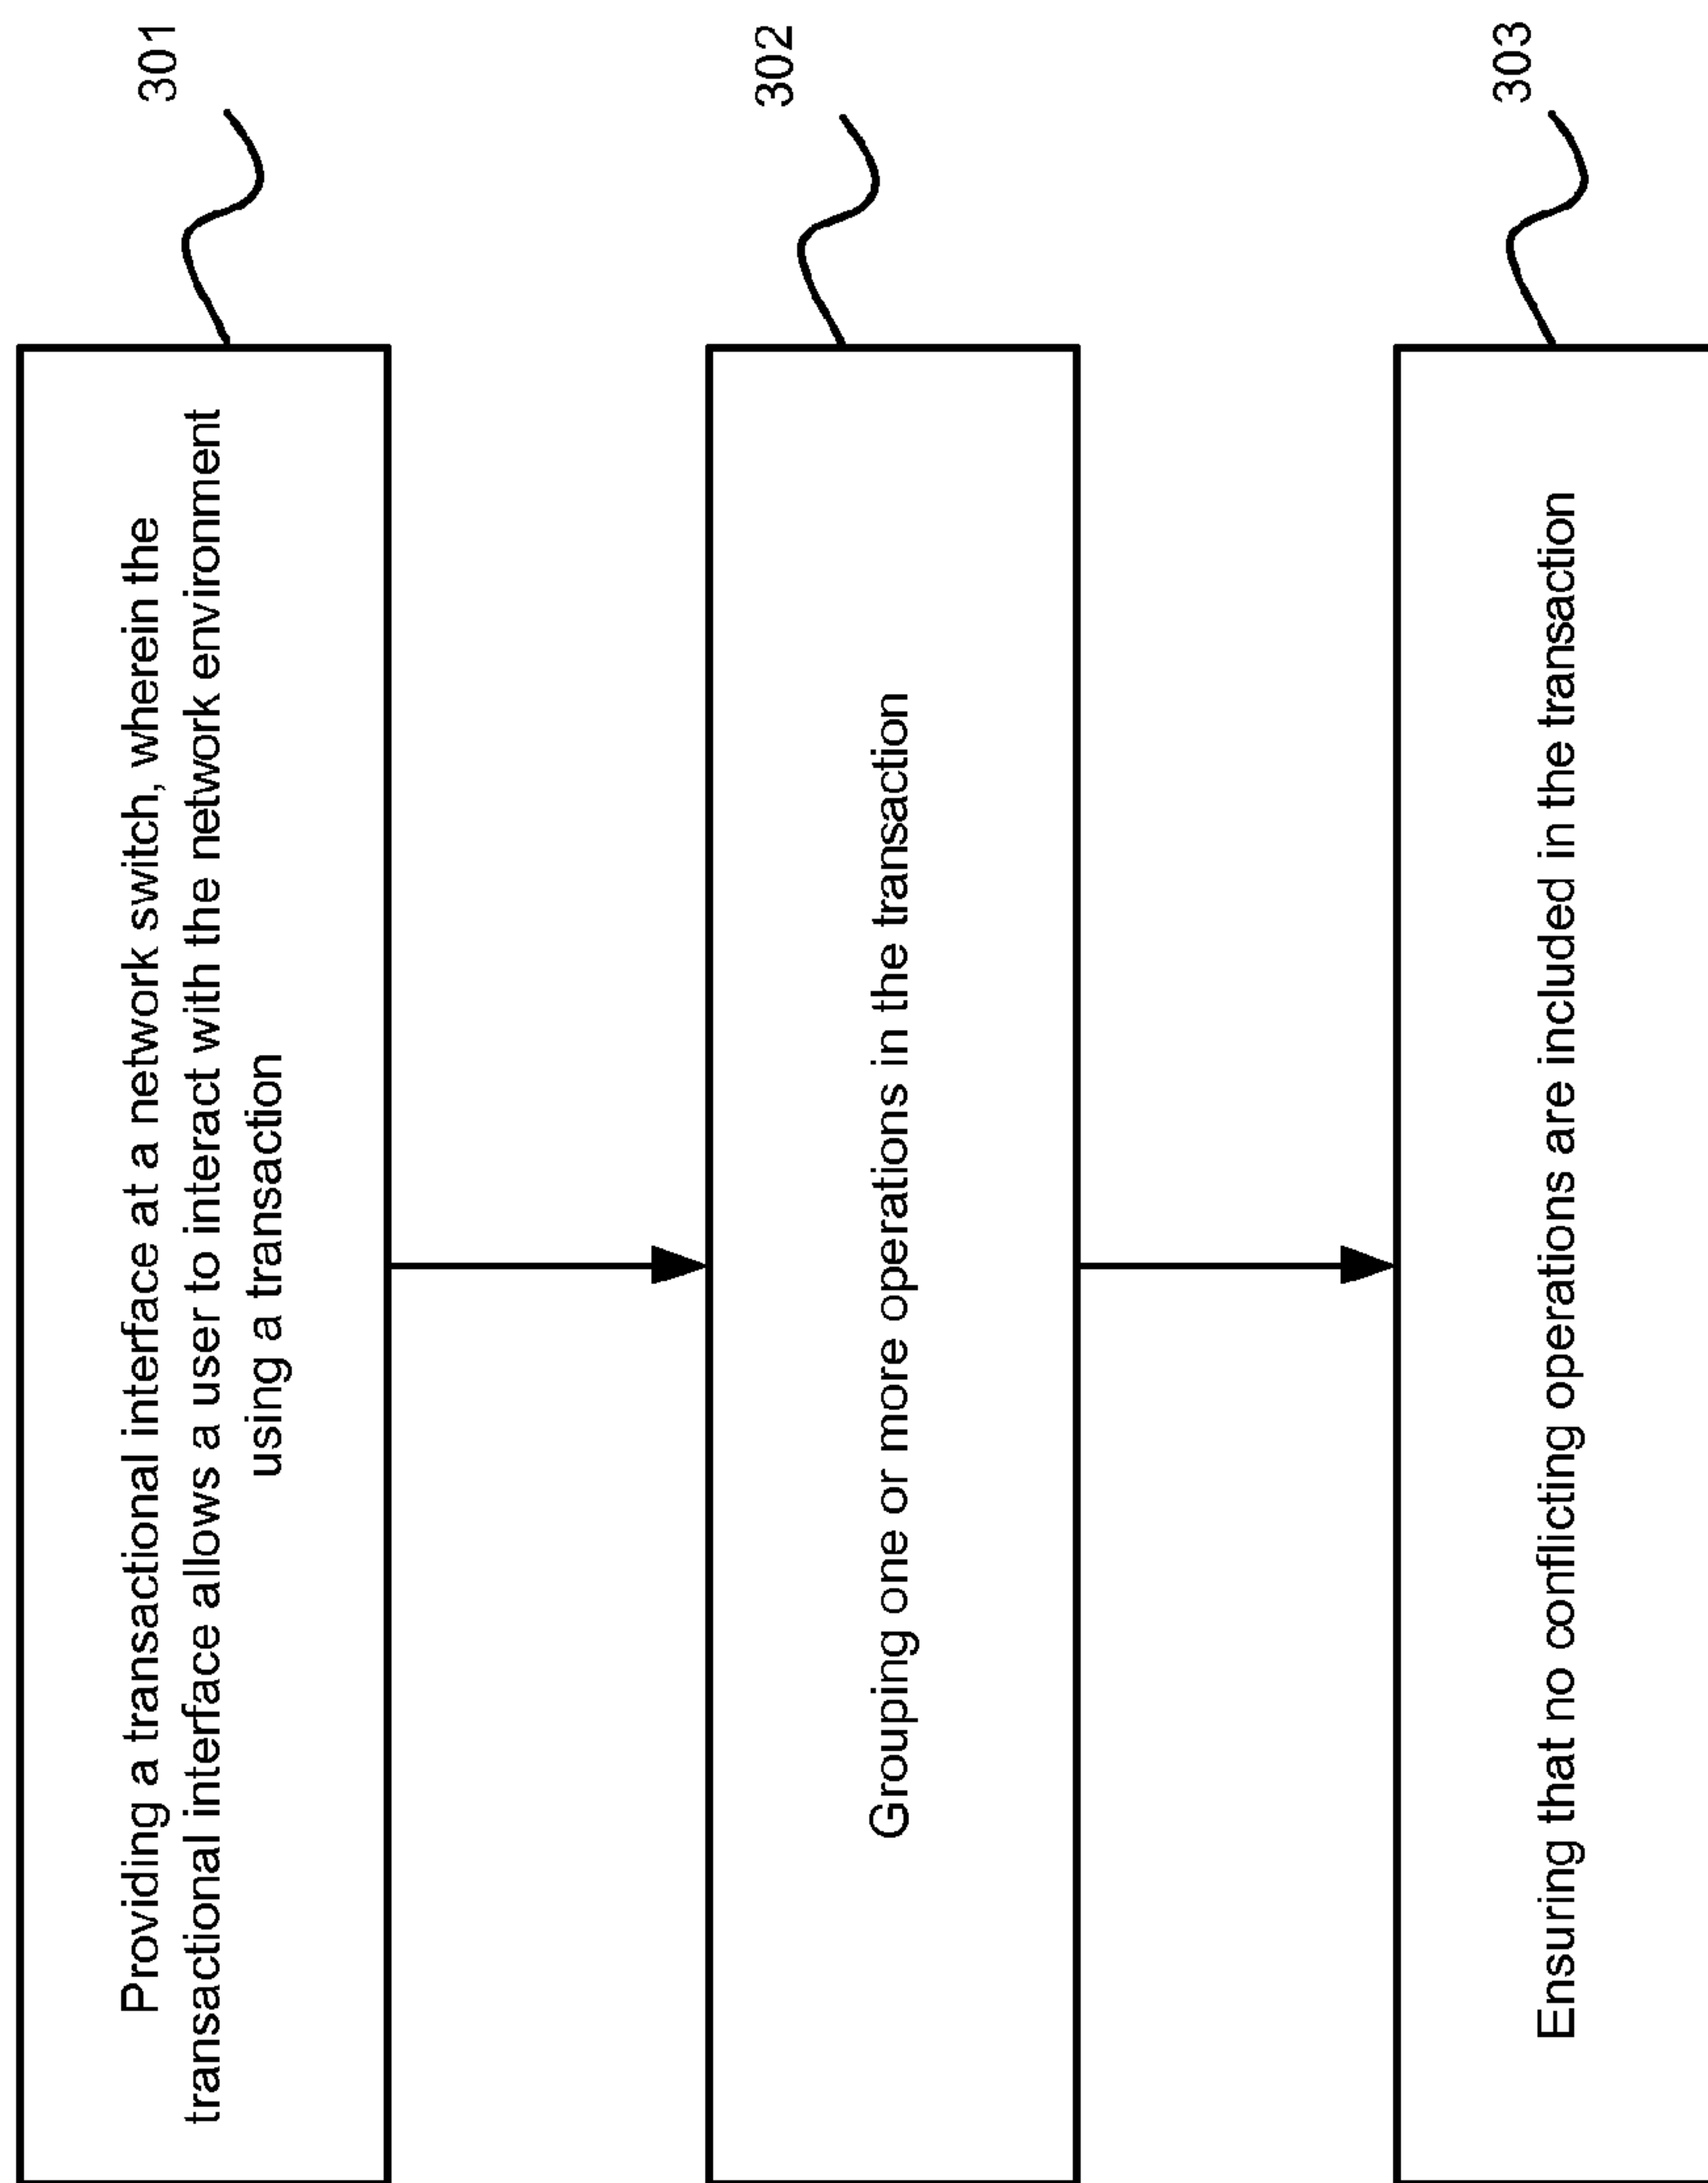 Providing a transactional interface at a network switch, wherein the
transactional interface allows a user to interact with the network environment
using a transaction
301
Grouping one or more operations in the transaction
302
Ensuring that no conflicting operations are included in the transaction
303